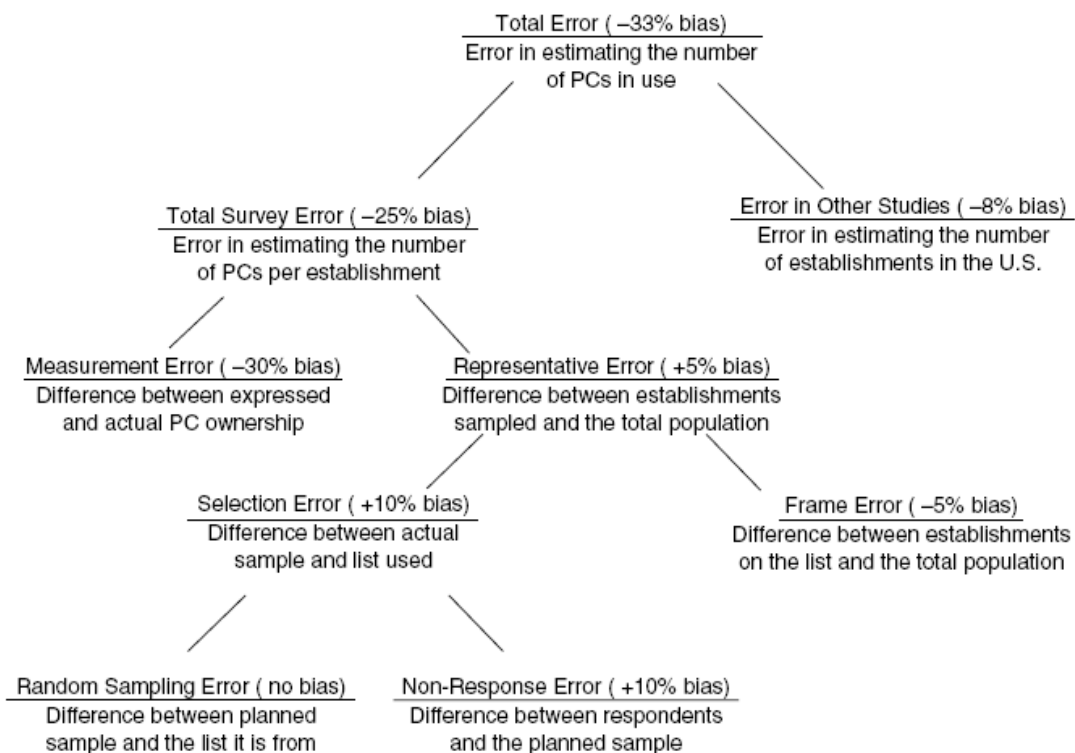 Total Error ( –33% bias)
Error in estimating the number
of PCs in use
Total Survey Error ( –25% bias)
Error in estimating the number
of PCs per establishment
Error in Other Studies ( –8% bias)
Error in estimating the number
of establishments in the U.S.
Measurement Error ( –30% bias)
Difference between expressed
and actual PC ownership
Representative Error ( +5% bias)
Difference between establishments
sampled and the total population
Selection Error ( +10% bias)
Difference between actual
sample and list used
Frame Error ( –5% bias)
Difference between establishments
on the list and the total population
Random Sampling Error ( no bias)
Difference between planned
sample and the list it is from
Non-Response Error ( +10% bias)
Difference between respondents
and the planned sample